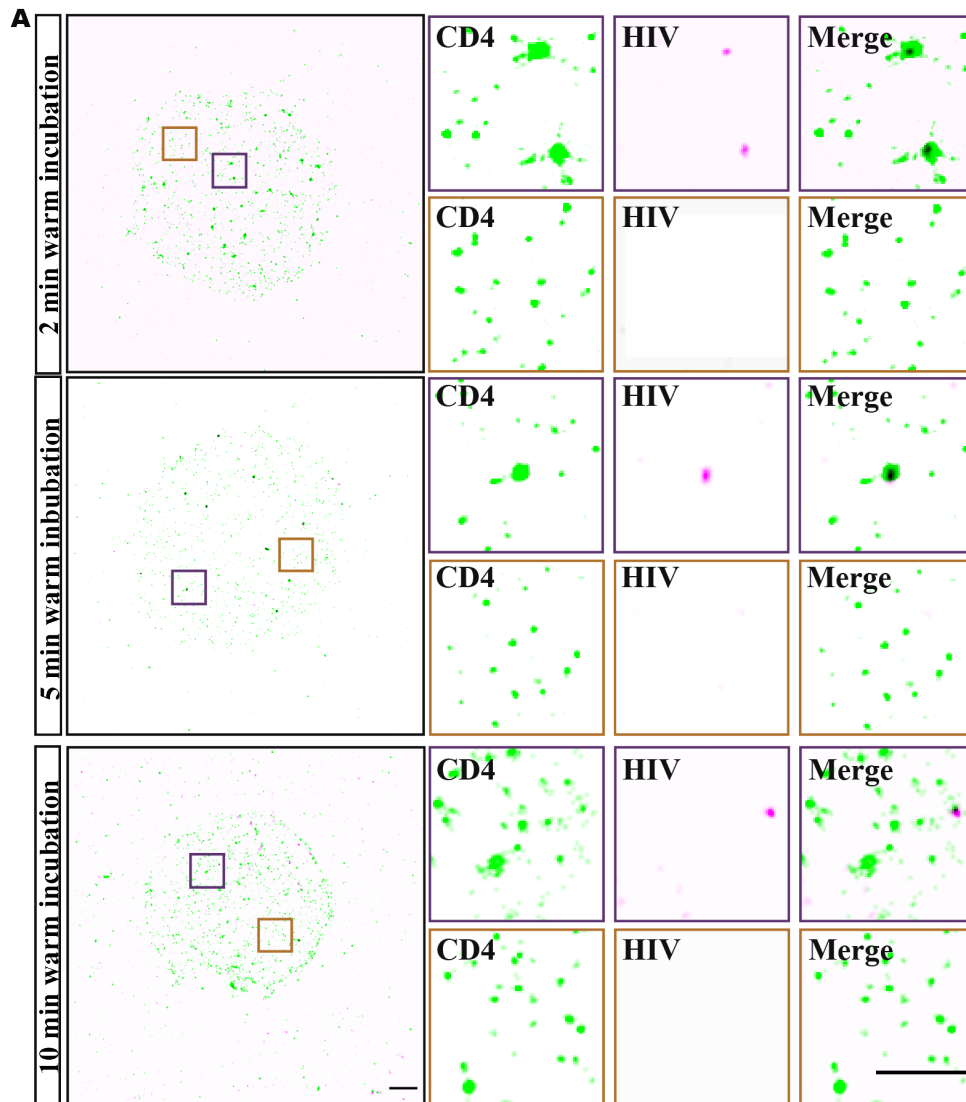 A
2 min warm incubation
CD4
HIV
Merge
CD4
HIV
Merge
5 min warm inbubation
CD4
HIV
Merge
CD4
HIV
Merge
10 min warm incubation
CD4
HIV
Merge
CD4
HIV
Merge